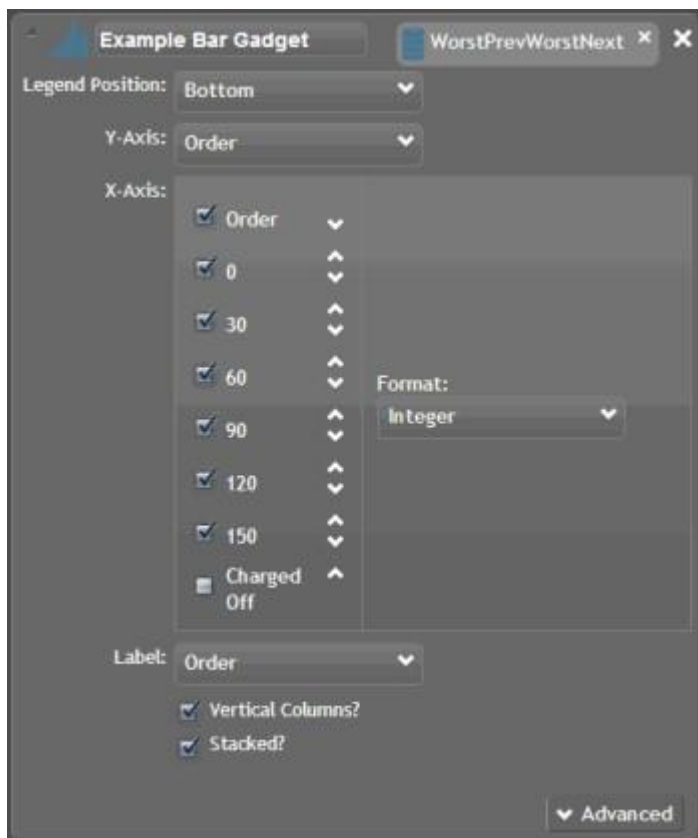 Example Bar Gadget
WorstPrevWorstNext
Legend Position: Bottom
Y-Axis: Order
X-Axis:
Order
0
30
60
90
120
150
Charged
Off
Format:
Integer
Label: Order
Vertical Columns?
Stacked?
Advanced